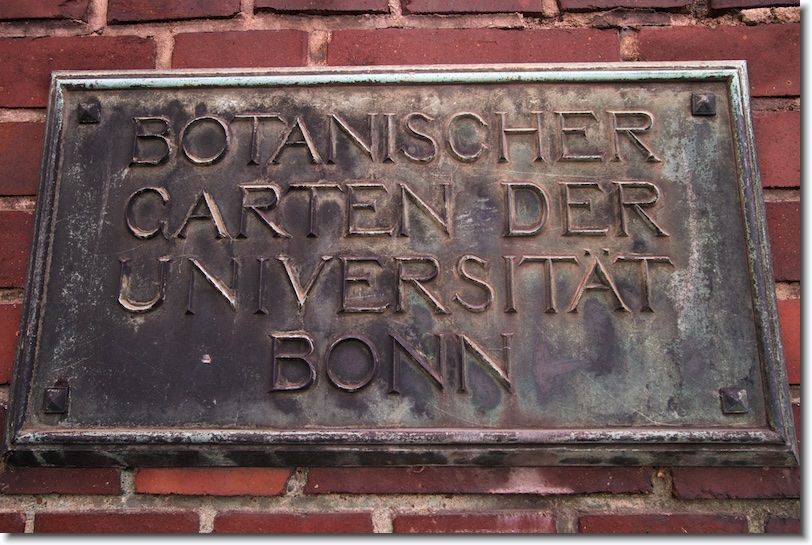 BOTANISCHER
GARTEN DER
UNIVERSITÄT
BONN